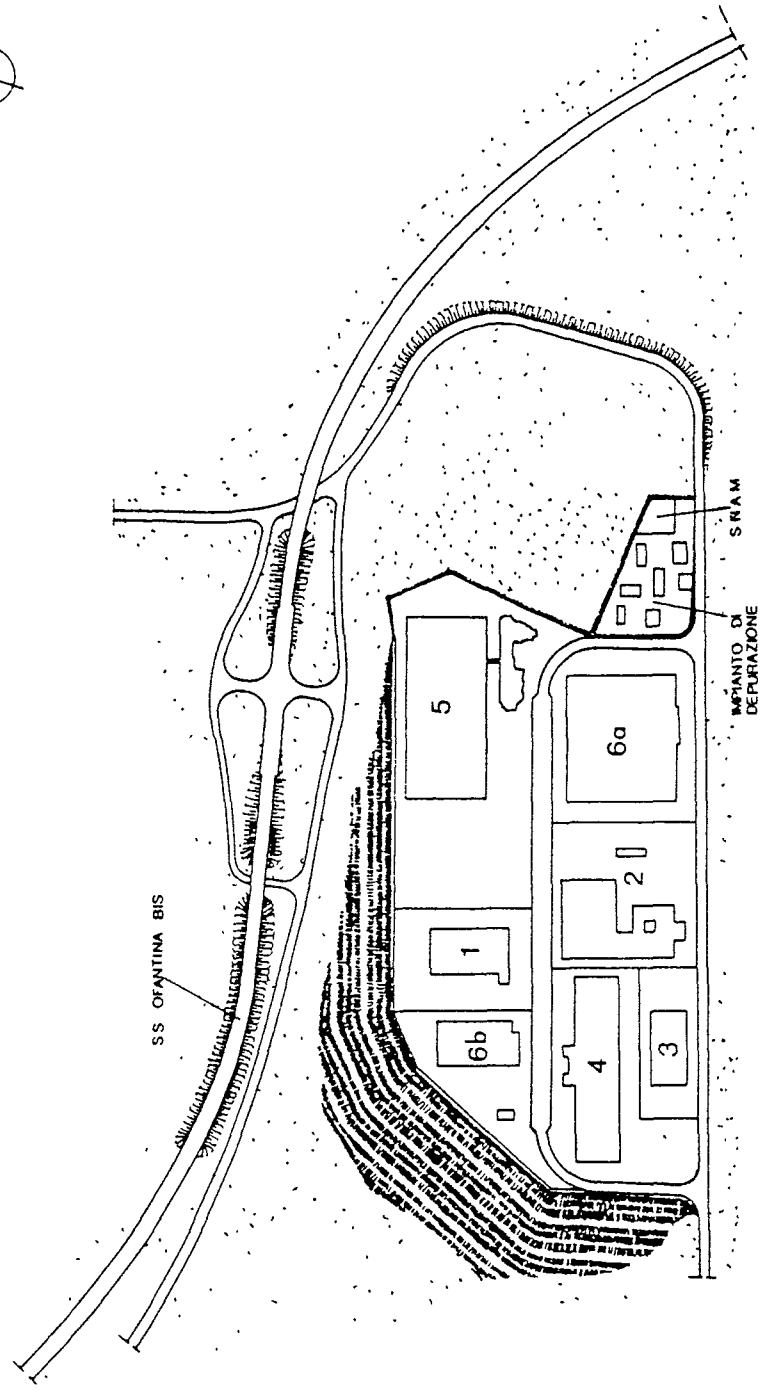 SS OFANTINA BIS
6b
1
5
4
3
2
6a
IMPIANTO DI
DEPURAZIONE
SNAM